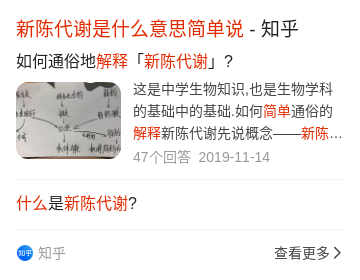 新陈代谢是什么意思简单说 - 知乎
如何通俗地解释「新陈代谢」?
这是中学生物知识,也是生物学科
的基础中的基础.如何简单通俗的
解释新陈代谢先说概念——新陈...
47个回答 2019-11-14
什么是新陈代谢?
知乎 知乎
查看更多